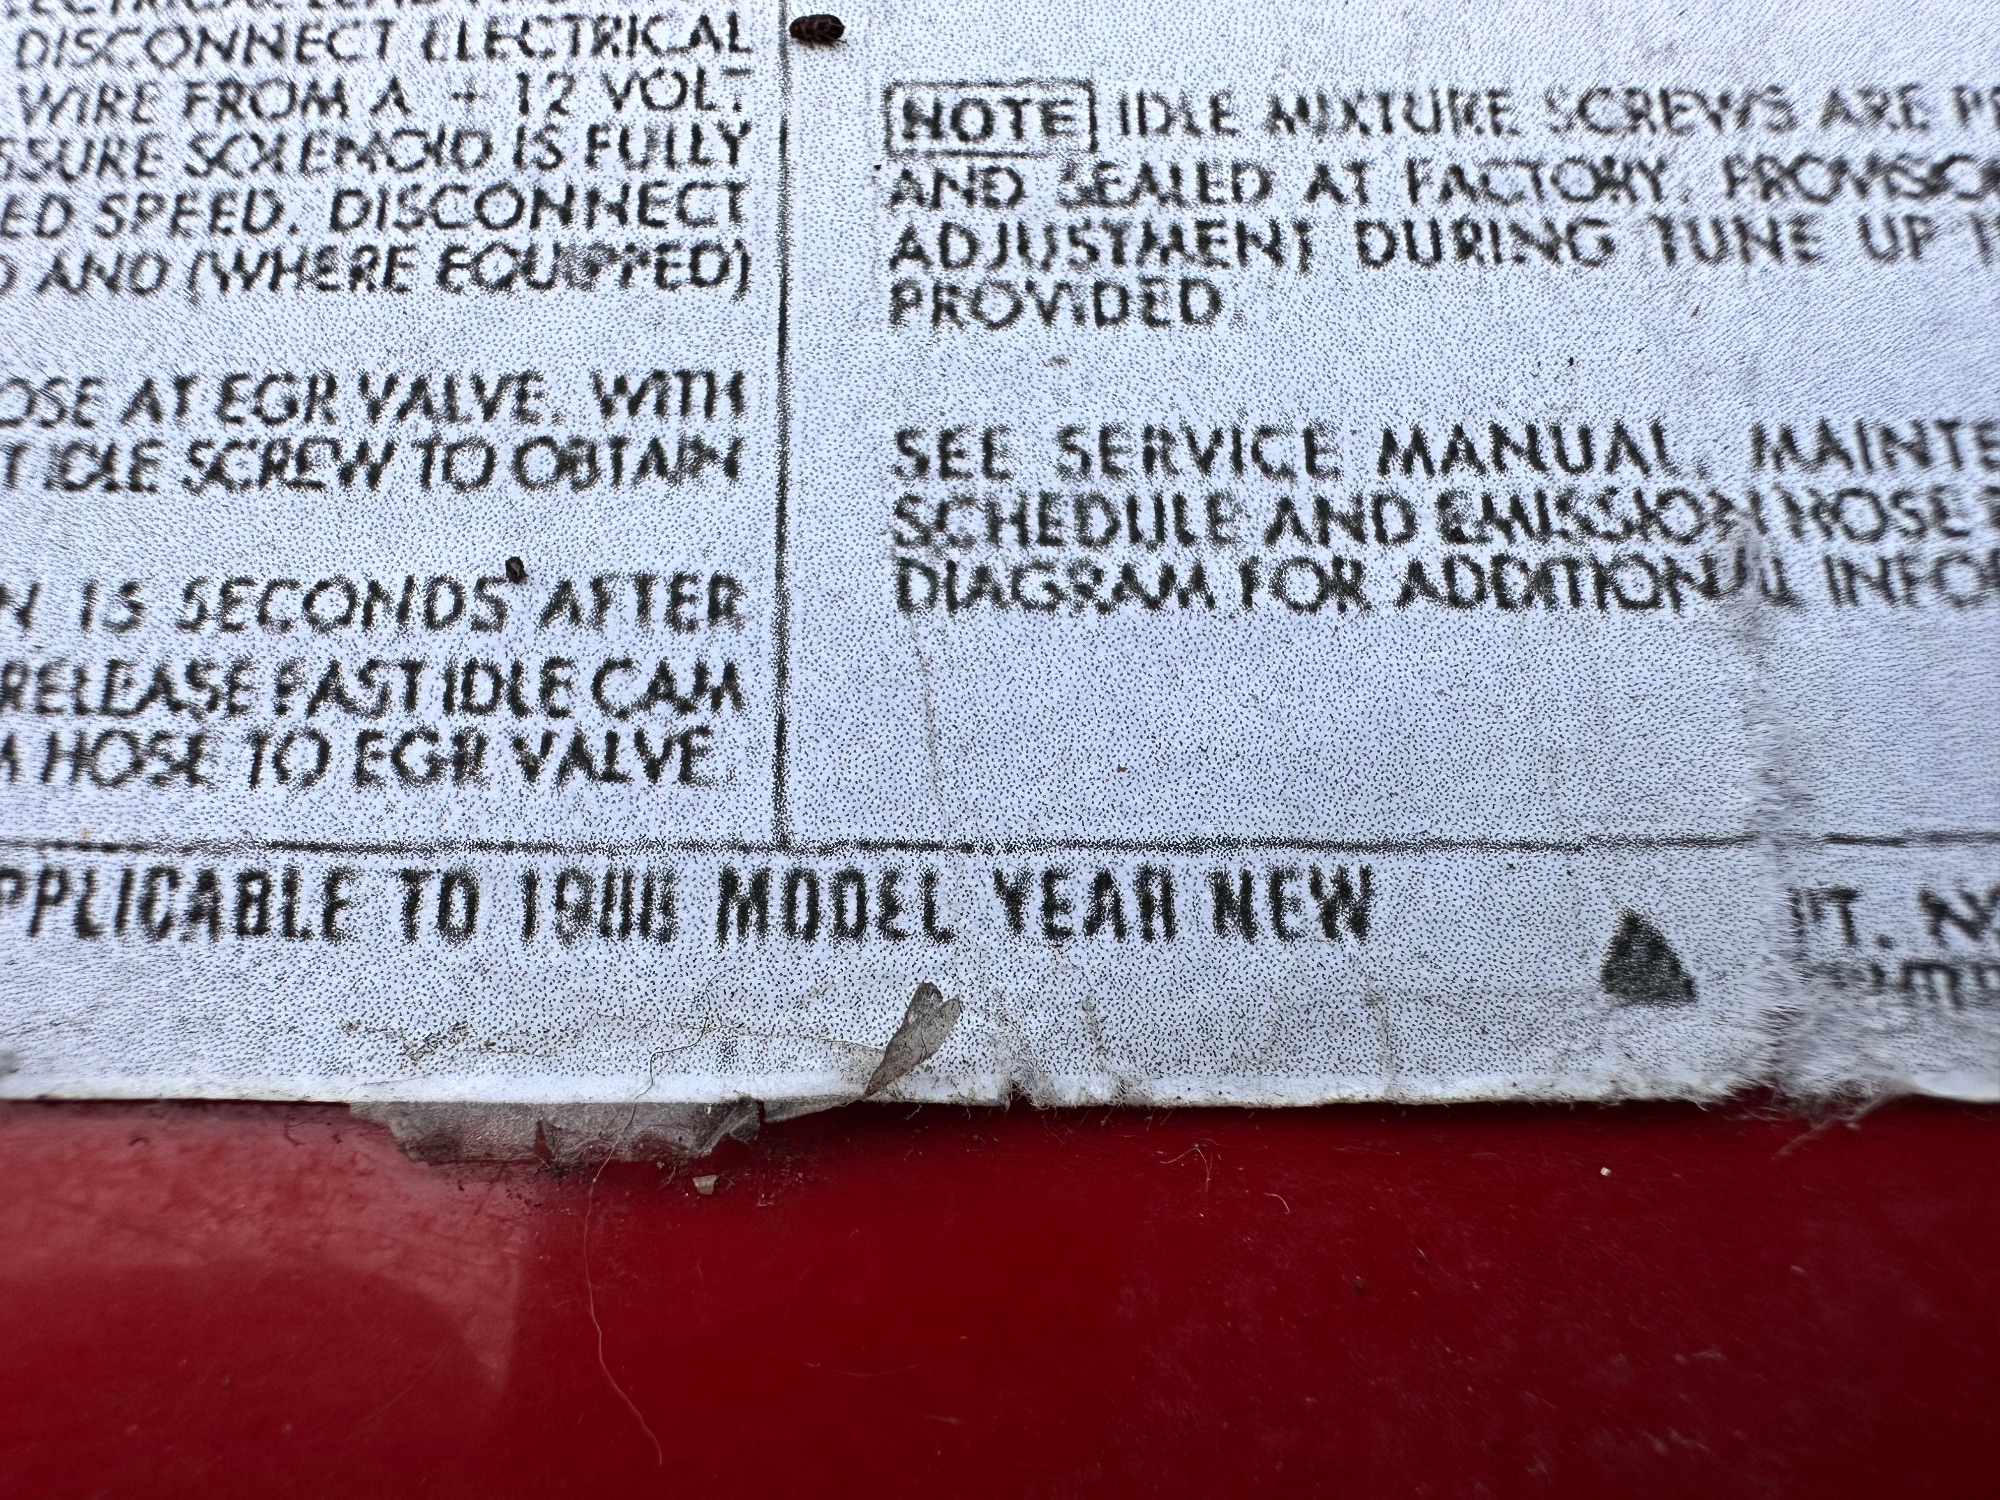 DISCONNECT ELECTRICAL
WIRE FROM A + 12 VOLT
SSURE SOLENOID IS FULLY
ED SPEED. DISCONNECT
AND (WHERE EQUIPPED)
OSE AT EGR VALVE. WITH
T IDLE SCREW TO OBTAIN
N 15 SECONDS AFTER
RELEASE FAST IDLE CAM
A HOSE TO EGR VALVE
NOTE IDLE MIXTURE SCREWS ARE
AND SEALED AT FACTORY. PROVISIO
ADJUSTMENT DURING TUNE UP
PROVIDED
SEE SERVICE MANUAL, MAINTE
SCHEDULE AND EMISSION HOSE
DIAGRAM FOR ADDITIONAL INFO
PPLICABLE TO MODEL YEAR NEW